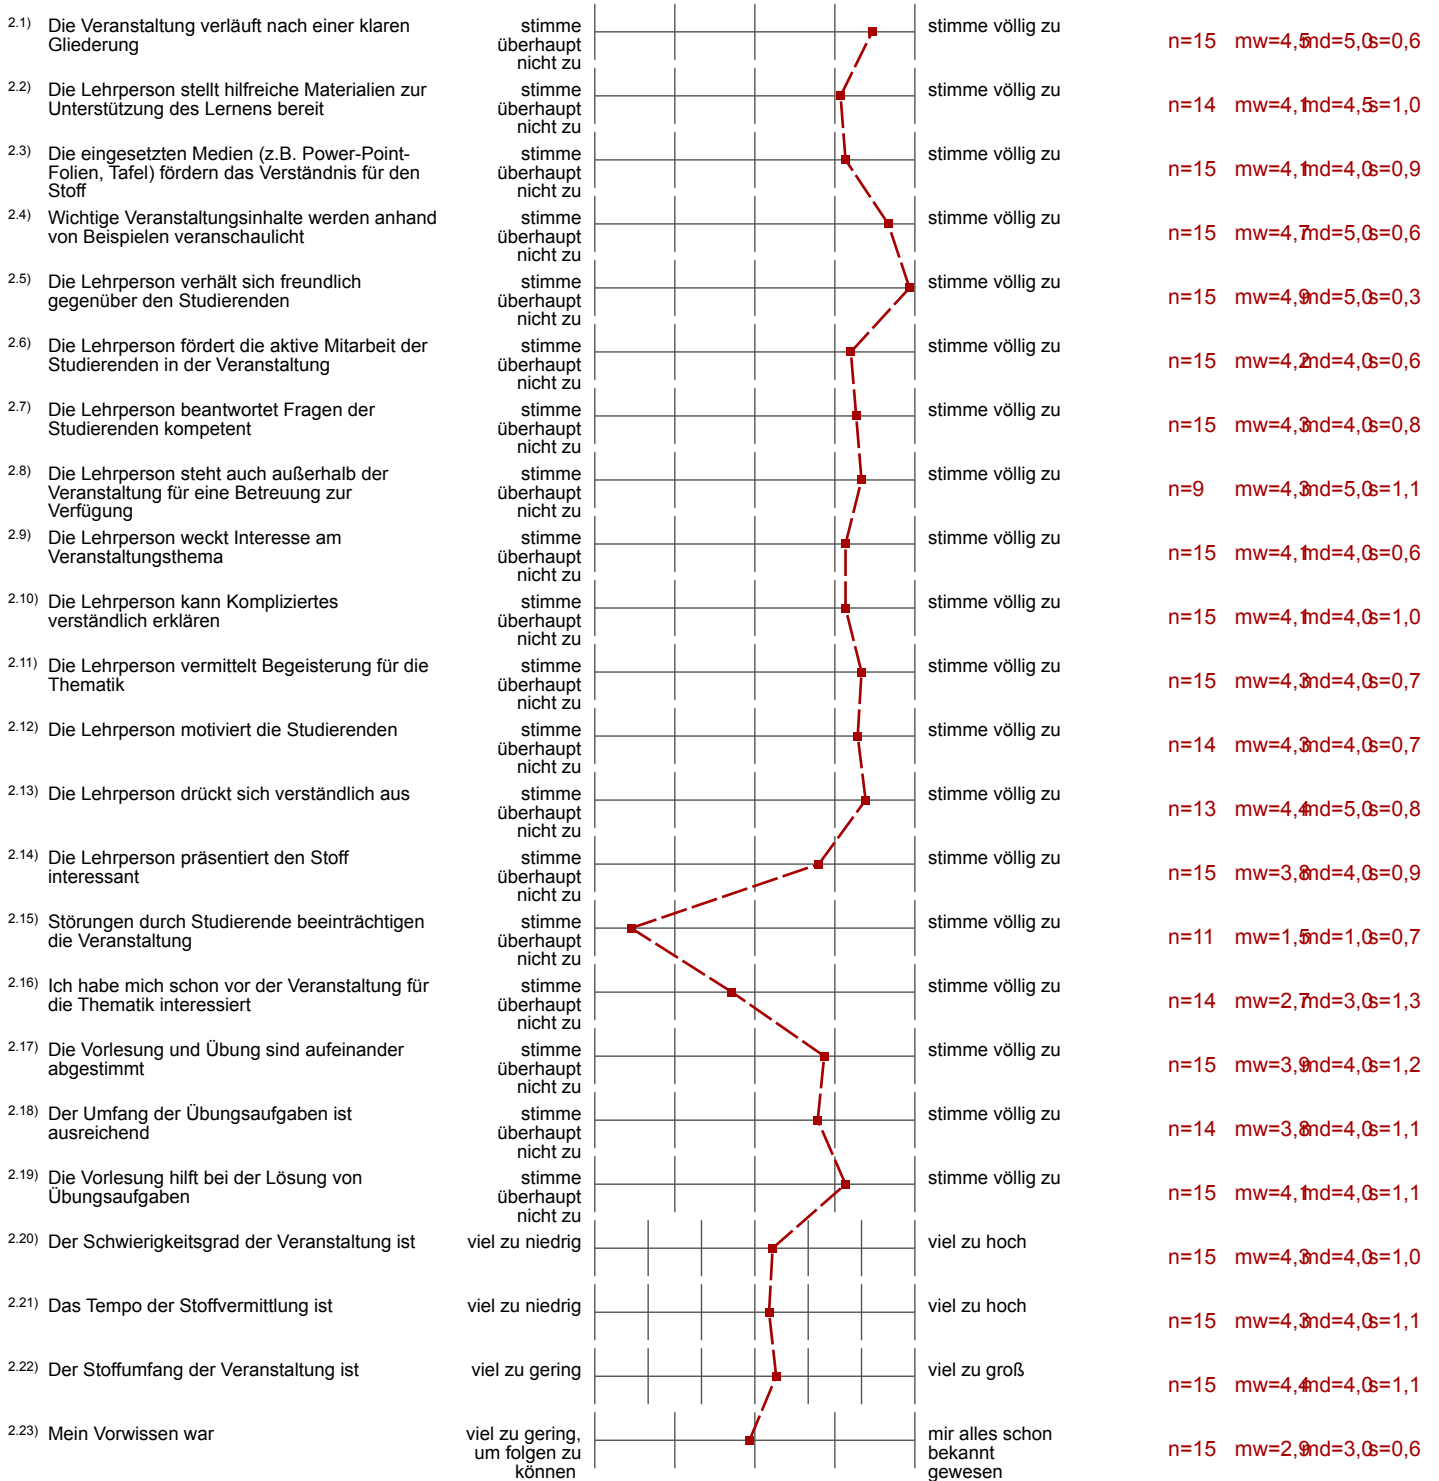 2.1) Die Veranstaltung verläuft nach einer klaren
Gliederung
stimme
überhaupt
nicht zu
stimme völlig zu
n=15 mw=4,5 md=5,0 s=0,6
2.2) Die Lehrperson stellt hilfreiche Materialien zur
Unterstützung des Lernens bereit
stimme
überhaupt
nicht zu
stimme völlig zu
n=14 mw=4,1 md=4,5 s=1,0
2.3) Die eingesetzten Medien (z.B. Power-Point-
Folien, Tafel) fördern das Verständnis für den
Stoff
stimme
überhaupt
nicht zu
stimme völlig zu
n=15 mw=4,1 md=4,0 s=0,9
2.4) Wichtige Veranstaltungsinhalte werden anhand
von Beispielen veranschaulicht
stimme
überhaupt
nicht zu
stimme völlig zu
n=15 mw=4,7 md=5,0 s=0,6
2.5) Die Lehrperson verhält sich freundlich
gegenüber den Studierenden
stimme
überhaupt
nicht zu
stimme völlig zu
n=15 mw=4,9 md=5,0 s=0,3
2.6) Die Lehrperson fördert die aktive Mitarbeit der
Studierenden in der Veranstaltung
stimme
überhaupt
nicht zu
stimme völlig zu
n=15 mw=4,2 md=4,0 s=0,6
2.7) Die Lehrperson beantwortet Fragen der
Studierenden kompetent
stimme
überhaupt
nicht zu
stimme völlig zu
n=15 mw=4,3 md=4,0 s=0,8
2.8) Die Lehrperson steht auch außerhalb der
Veranstaltung für eine Betreuung zur
Verfügung
stimme
überhaupt
nicht zu
stimme völlig zu
n=9 mw=4,3 md=5,0 s=1,1
2.9) Die Lehrperson weckt Interesse am
Veranstaltungsthema
stimme
überhaupt
nicht zu
stimme völlig zu
n=15 mw=4,1 md=4,0 s=0,6
2.10) Die Lehrperson kann Kompliziertes
verständlich erklären
stimme
überhaupt
nicht zu
stimme völlig zu
n=15 mw=4,1 md=4,0 s=1,0
2.11) Die Lehrperson vermittelt Begeisterung für die
Thematik
stimme
überhaupt
nicht zu
stimme völlig zu
n=15 mw=4,3 md=4,0 s=0,7
2.12) Die Lehrperson motiviert die Studierenden
stimme
überhaupt
nicht zu
stimme völlig zu
n=14 mw=4,3 md=4,0 s=0,7
2.13) Die Lehrperson drückt sich verständlich aus
stimme
überhaupt
nicht zu
stimme völlig zu
n=13 mw=4,4 md=5,0 s=0,8
2.14) Die Lehrperson präsentiert den Stoff
interessant
stimme
überhaupt
nicht zu
stimme völlig zu
n=15 mw=3,8 md=4,0 s=0,9
2.15) Störungen durch Studierende beeinträchtigen
die Veranstaltung
stimme
überhaupt
nicht zu
stimme völlig zu
n=11 mw=1,5 md=1,0 s=0,7
2.16) Ich habe mich schon vor der Veranstaltung für
die Thematik interessiert
stimme
überhaupt
nicht zu
stimme völlig zu
n=14 mw=2,7 md=3,0 s=1,3
2.17) Die Vorlesung und Übung sind aufeinander
abgestimmt
stimme
überhaupt
nicht zu
stimme völlig zu
n=15 mw=3,9 md=4,0 s=1,2
2.18) Der Umfang der Übungsaufgaben ist
ausreichend
stimme
überhaupt
nicht zu
stimme völlig zu
n=14 mw=3,8 md=4,0 s=1,1
2.19) Die Vorlesung hilft bei der Lösung von
Übungsaufgaben
stimme
überhaupt
nicht zu
stimme völlig zu
n=15 mw=4,1 md=4,0 s=1,1
2.20) Der Schwierigkeitsgrad der Veranstaltung ist
viel zu niedrig
viel zu hoch
n=15 mw=4,3 md=4,0 s=1,0
2.21) Das Tempo der Stoffvermittlung ist
viel zu niedrig
viel zu hoch
n=15 mw=4,3 md=4,0 s=1,1
2.22) Der Stoffumfang der Veranstaltung ist
viel zu gering
viel zu groß
n=15 mw=4,4 md=4,0 s=1,1
2.23) Mein Vorwissen war
viel zu gering,
um folgen zu
können
mir alles schon
bekannt
gewesen
n=15 mw=2,9 md=3,0 s=0,6